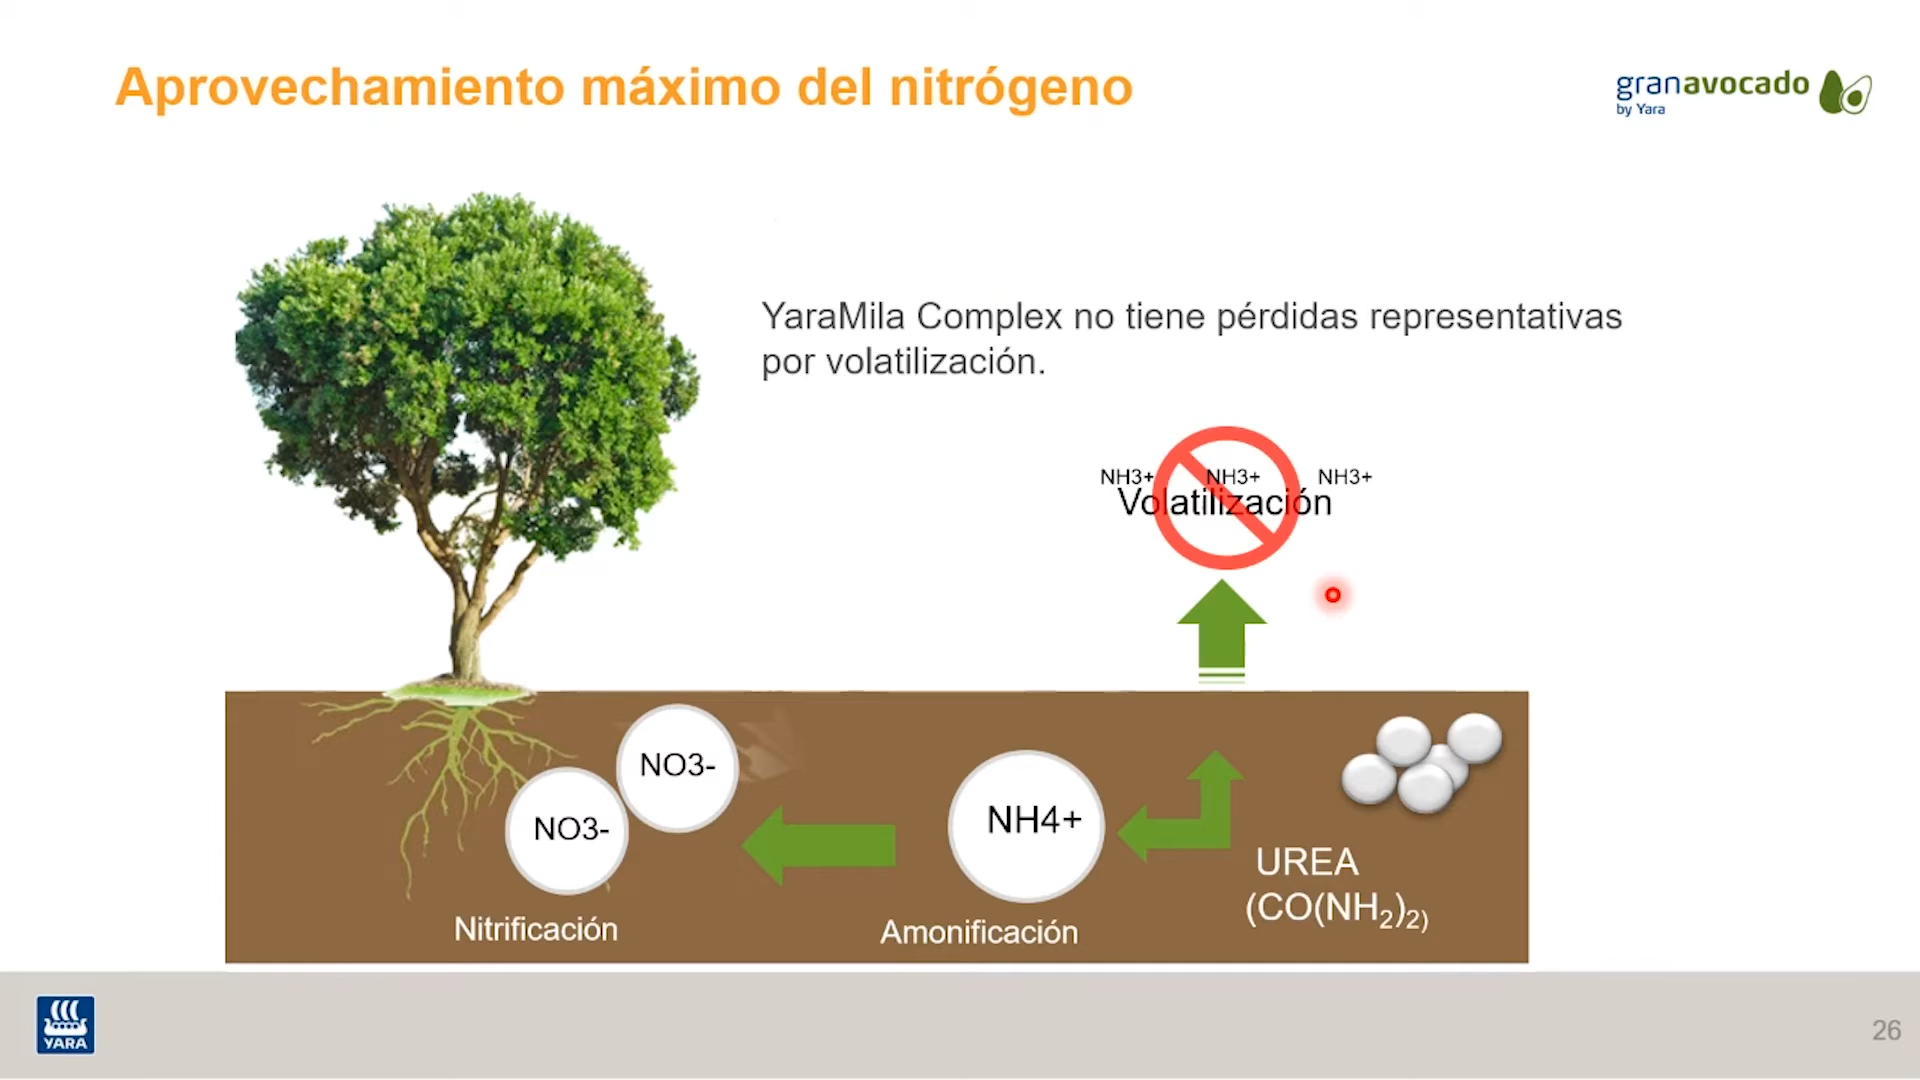 Aprovechamiento máximo del nitrógeno
granavocado
by Yara
YaraMila Complex no tiene pérdidas representativas
por volatilización.
NH3+ NH3+ NH3+
Volatilización
NO3-
NO3-
NH4+
UREA
(CO(NH₂)₂)
Nitrificación
Amonificación
YARA
26